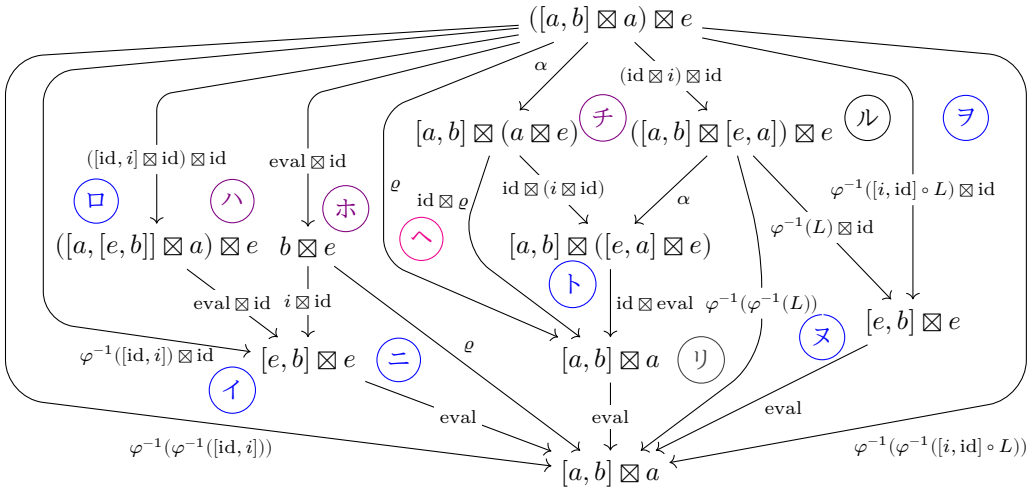 ([a, b] ⊠ a) ⊠ e
α
(id ⊠ i) ⊠ id
[a, b] ⊠ (a ⊠ e)
チ
([a, b] ⊠ [e, a]) ⊠ e
ル
ヲ
([id, i] ⊠ id) ⊠ id
eval ⊠ id
ϱ
id ⊠ ϱ
id ⊠ (i ⊠ id)
α
φ⁻¹([i, id] ∘ L) ⊠ id
φ⁻¹(L) ⊠ id
ロ
ハ
ホ
ヘ
([a, [e, b]] ⊠ a) ⊠ e
b ⊠ e
[a, b] ⊠ ([e, a] ⊠ e)
ト
eval ⊠ id
i ⊠ id
id ⊠ eval
φ⁻¹(φ⁻¹(L))
[e, b] ⊠ e
ヌ
φ⁻¹([id, i]) ⊠ id
[e, b] ⊠ e
ニ
ϱ
[a, b] ⊠ a
リ
イ
eval
eval
eval
φ⁻¹(φ⁻¹([id, i]))
φ⁻¹(φ⁻¹([i, id] ∘ L))
[a, b] ⊠ a